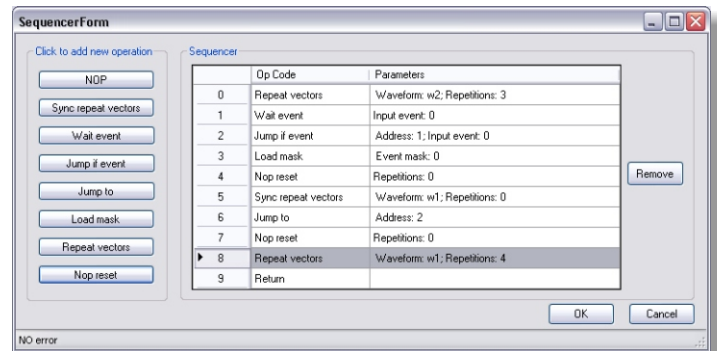 SequencerForm
Click to add new operation
NOP
Sync repeat vectors
Wait event
Jump if event
Jump to
Load mask
Repeat vectors
Nop reset
Sequencer
Op Code Parameters
0 Repeat vectors Waveform: w2; Repetitions: 3
1 Wait event Input event: 0
2 Jump if event Address: 1; Input event: 0
3 Load mask Event mask: 0
4 Nop reset Repetitions: 0
5 Sync repeat vectors Waveform: w1; Repetitions: 0
6 Jump to Address: 2
7 Nop reset Repetitions: 0
8 Repeat vectors Waveform: w1; Repetitions: 4
9 Return
Remove
OK Cancel
NO error